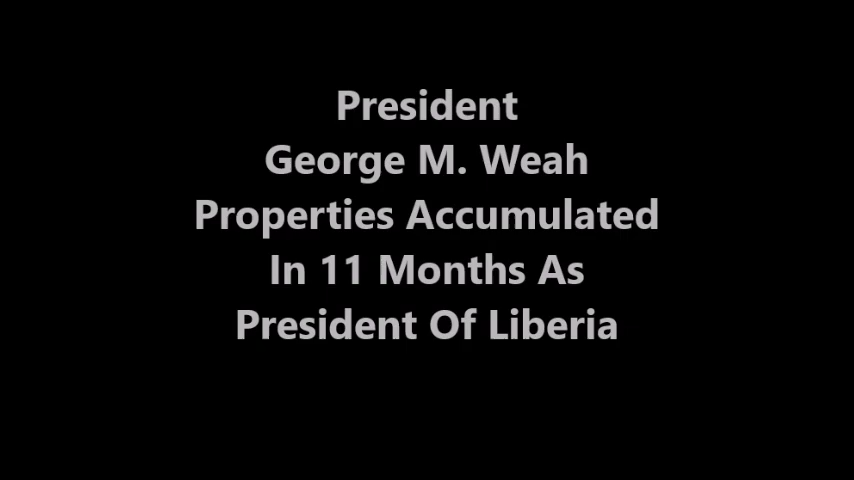 President
George M. Weah
Properties Accumulated
In 11 Months As
President Of Liberia